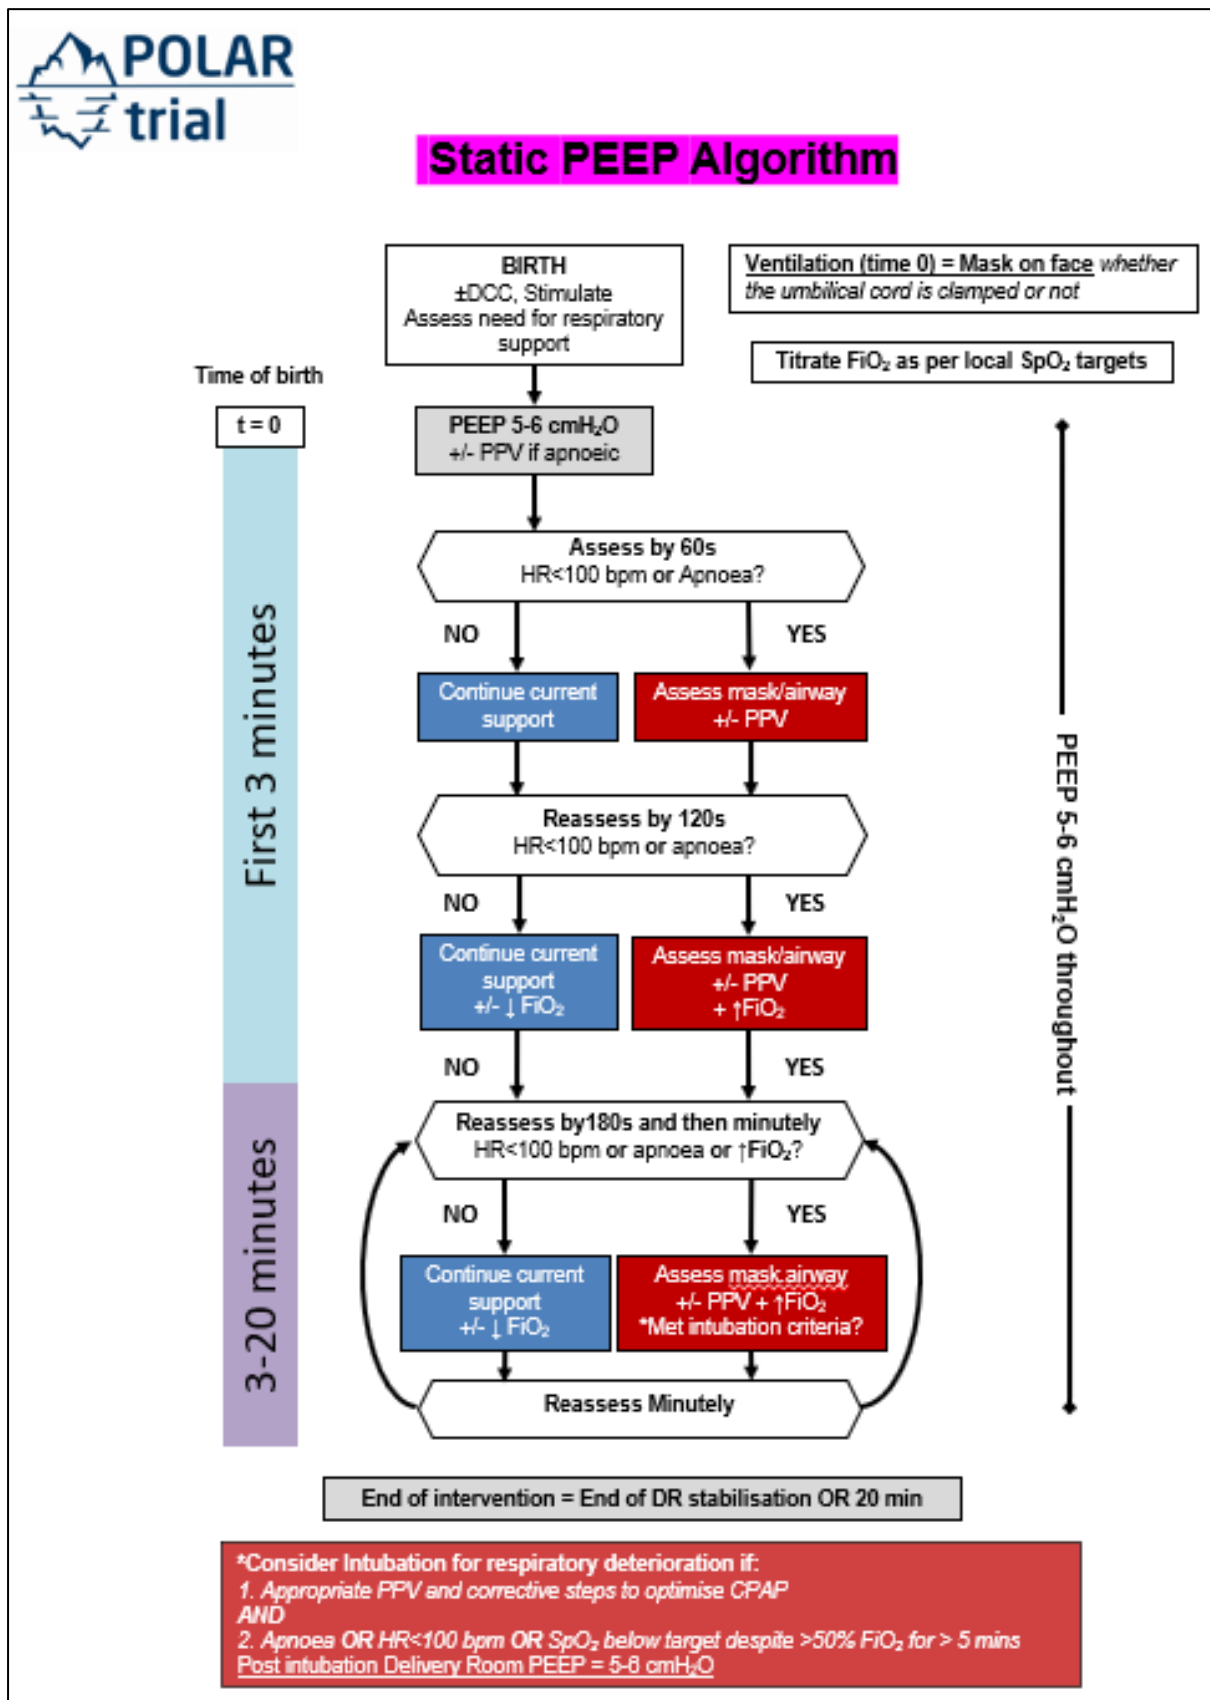 POLAR
trial
Static PEEP Algorithm
BIRTH
±DCC, Stimulate
Assess need for respiratory
support
Ventilation (time 0) = Mask on face whether
the umbilical cord is clamped or not
Titrate FiO₂ as per local SpO₂ targets
Time of birth
t = 0
PEEP 5-6 cmH₂O
+/- PPV if apnoeic
First 3 minutes
Assess by 60s
HR<100 bpm or Apnoea?
NO
YES
Continue current
support
Assess mask/airway
+/- PPV
Reassess by 120s
HR<100 bpm or apnoea?
NO
YES
Continue current
support
+/- ↓ FiO₂
Assess mask/airway
+/- PPV
+ ↑FiO₂
NO
YES
PEEP 5-6 cmH₂O throughout
3-20 minutes
Reassess by180s and then minutely
HR<100 bpm or apnoea or ↑FiO₂?
NO
YES
Continue current
support
+/- ↓ FiO₂
Assess mask.airway
+/- PPV + ↑FiO₂
*Met intubation criteria?
Reassess Minutely
End of intervention = End of DR stabilisation OR 20 min
*Consider Intubation for respiratory deterioration if:
1. Appropriate PPV and corrective steps to optimise CPAP
AND
2. Apnoea OR HR<100 bpm OR SpO₂ below target despite >50% FiO₂ for > 5 mins
Post intubation Delivery Room PEEP = 5-6 cmH₂O